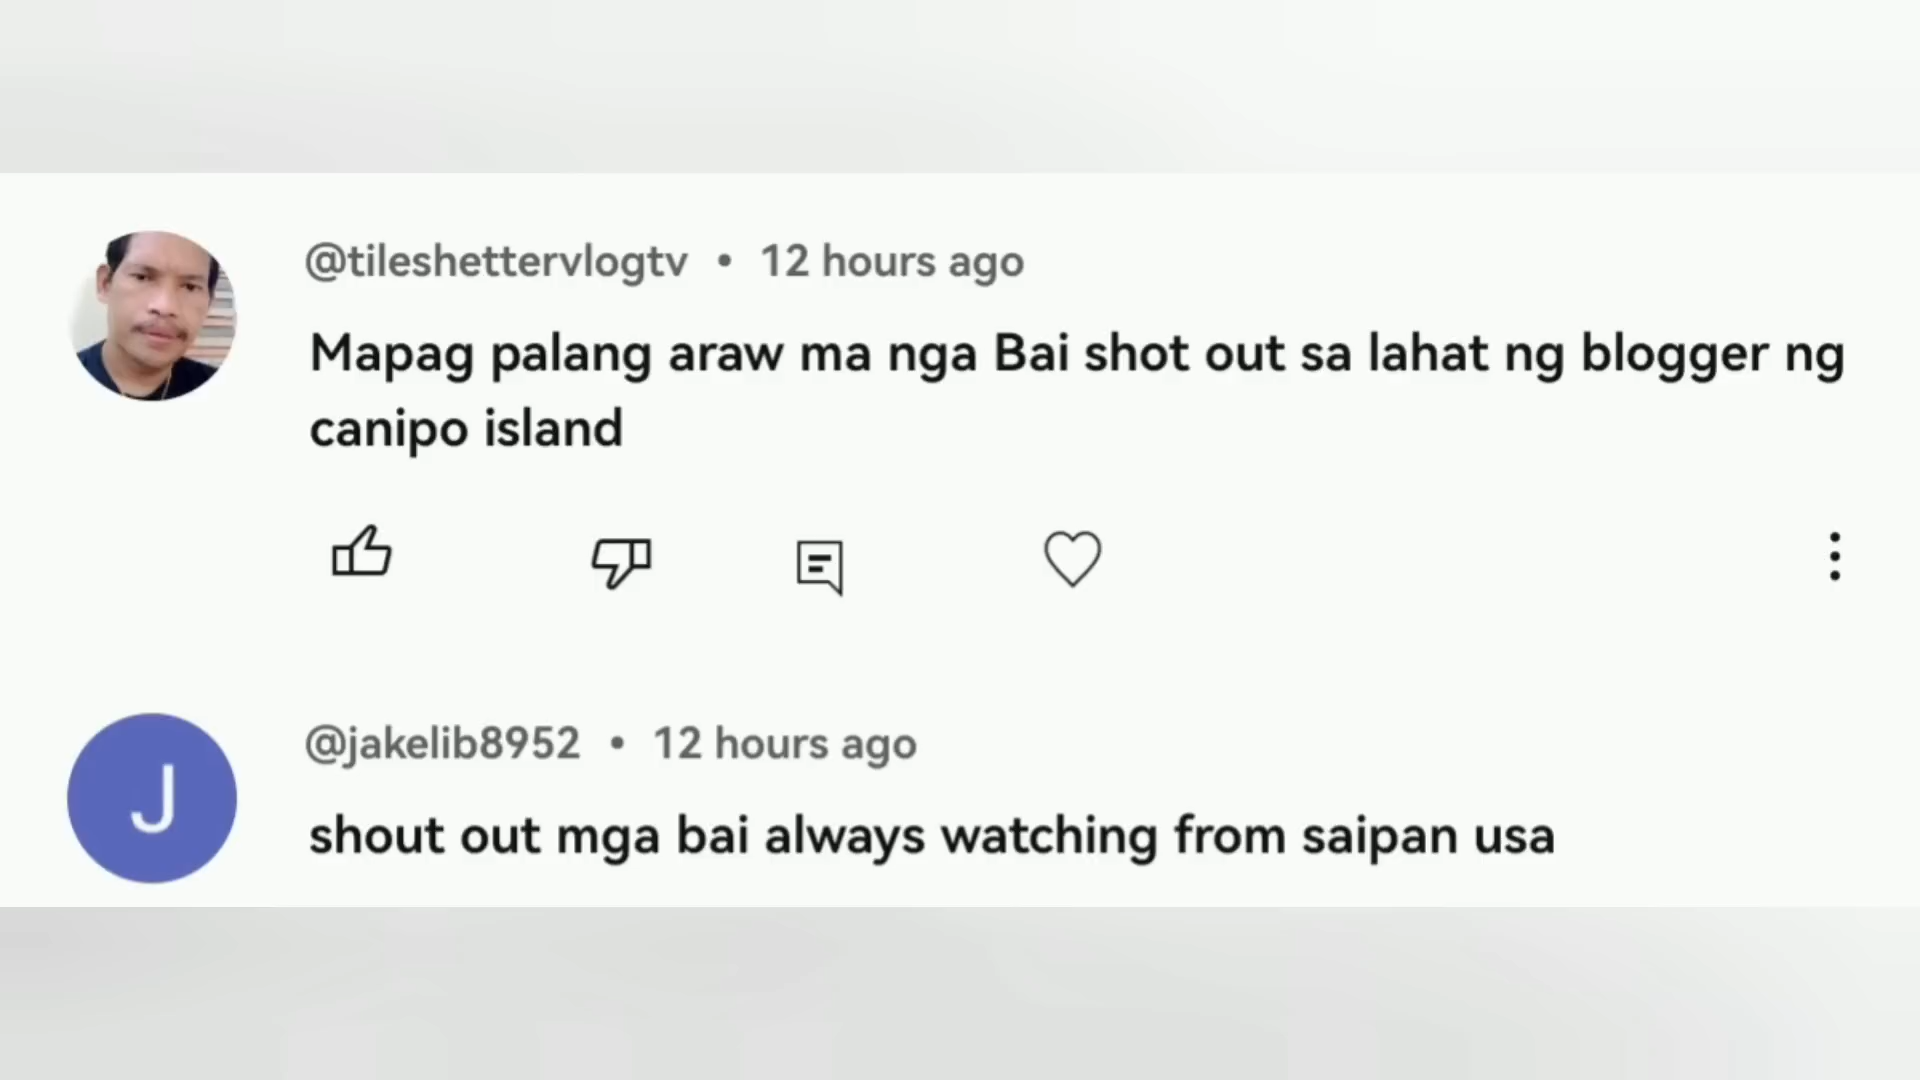 @tileshettervlogtv • 12 hours ago
Mapag palang araw ma nga Bai shot out sa lahat ng blogger ng
canipo island
J
@jakelib8952 • 12 hours ago
shout out mga bai always watching from saipan usa